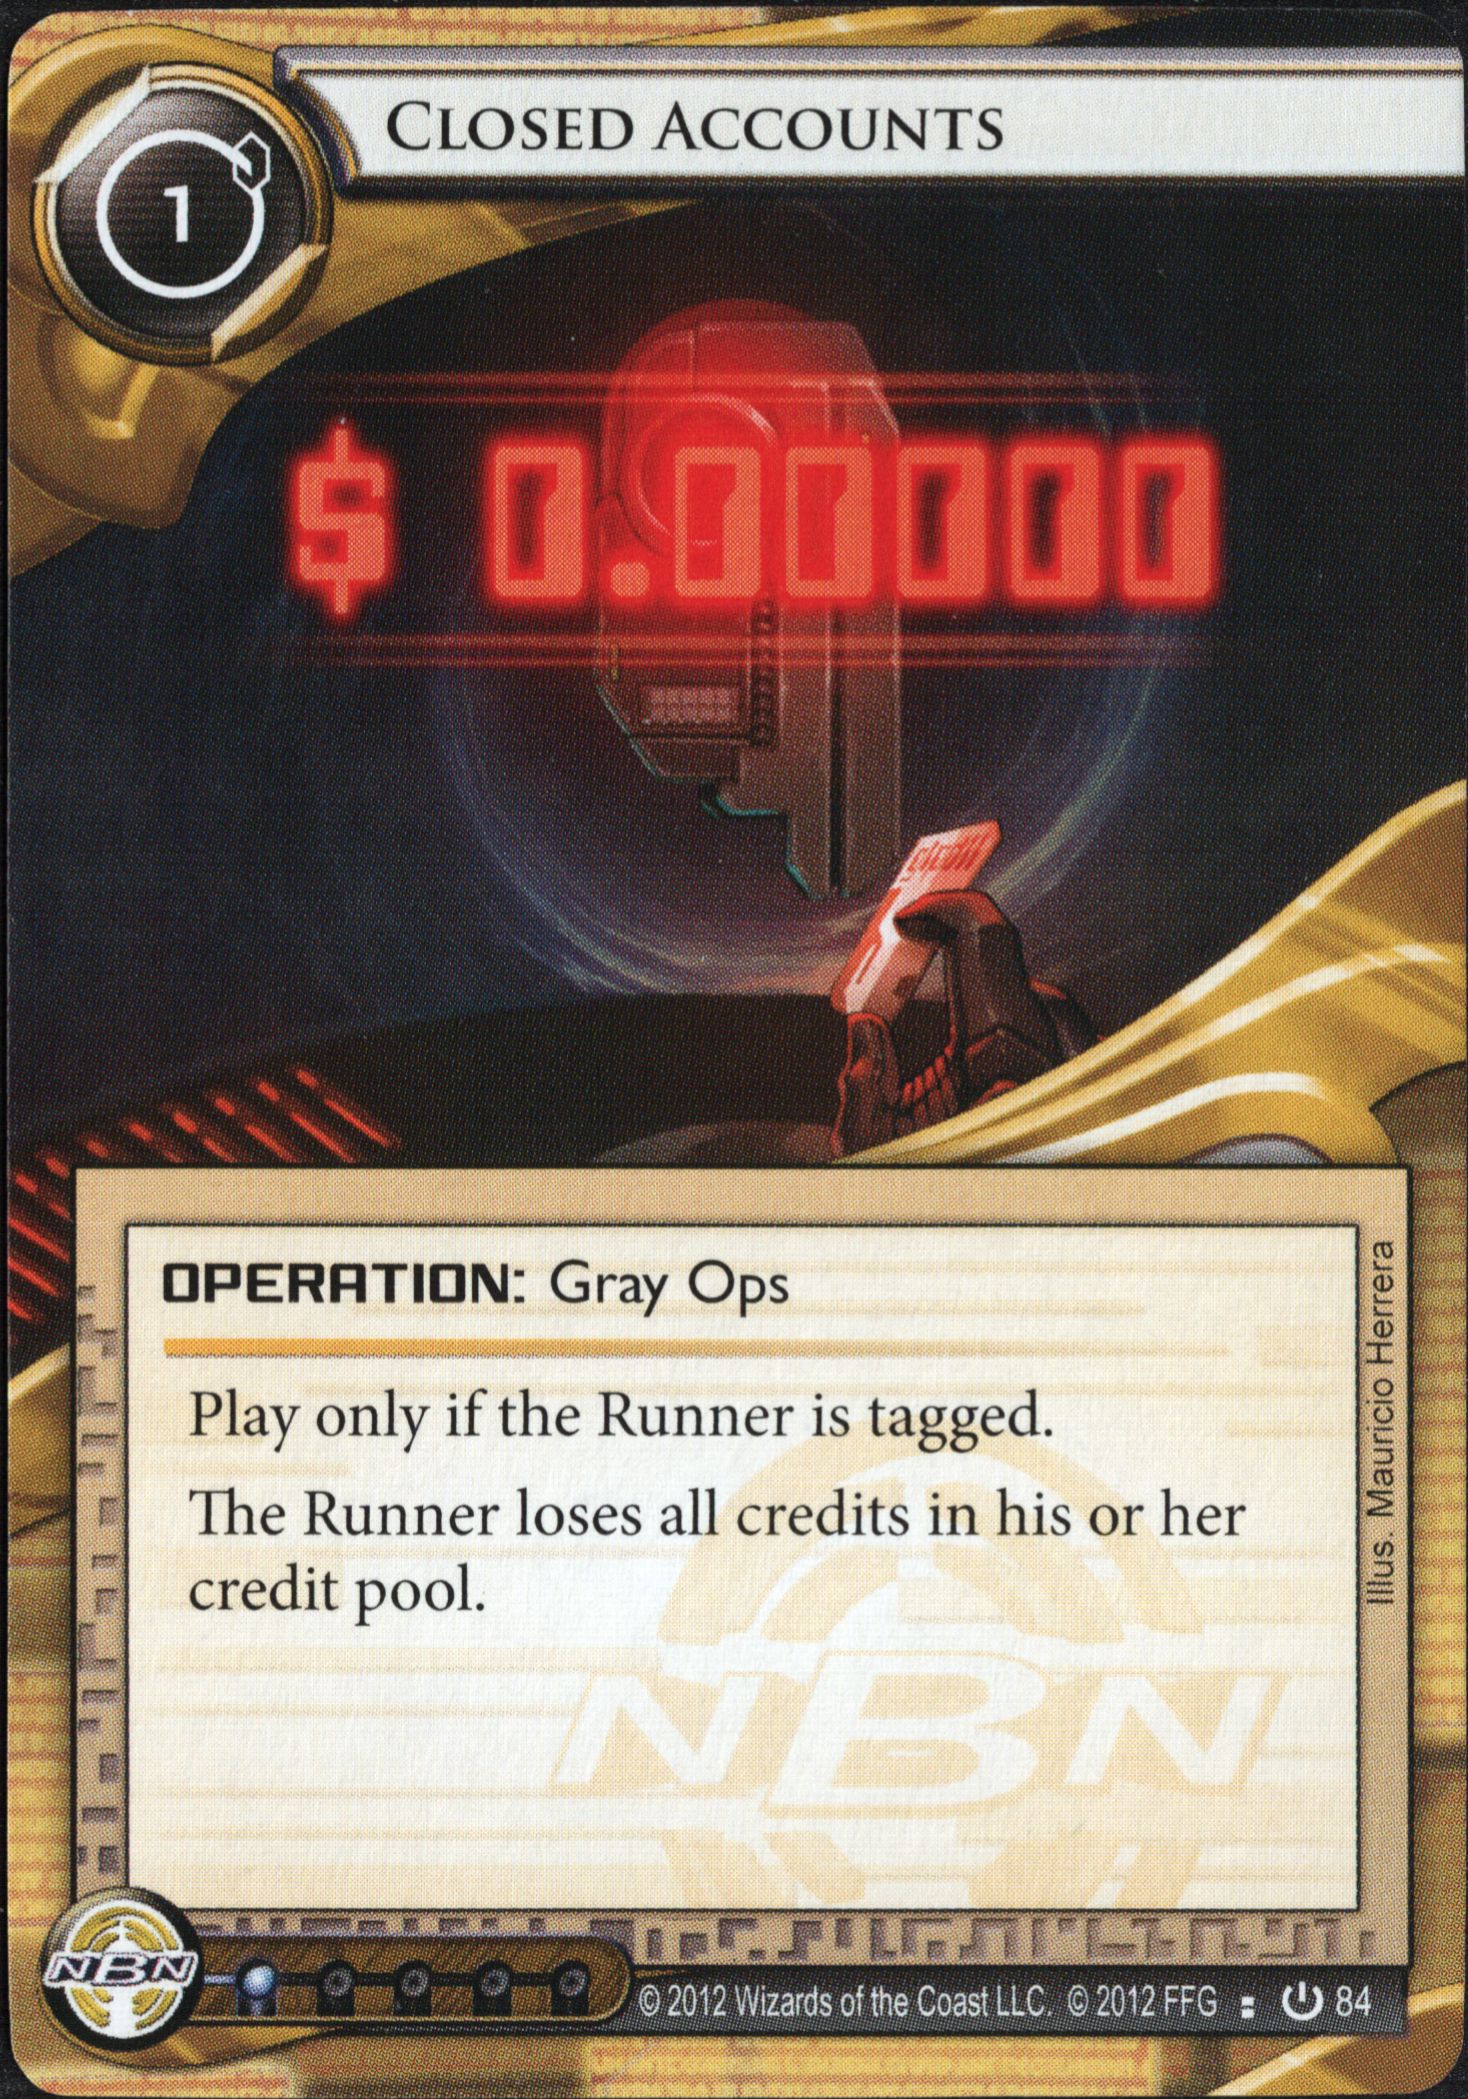 CLOSED ACCOUNTS
1
$ 0.00000
OPERATION: Gray Ops
Play only if the Runner is tagged.
The Runner loses all credits in his or her
credit pool.
NBN
Illus. Mauricio Herrera
NBN
© 2012 Wizards of the Coast LLC. © 2012 FFG
84